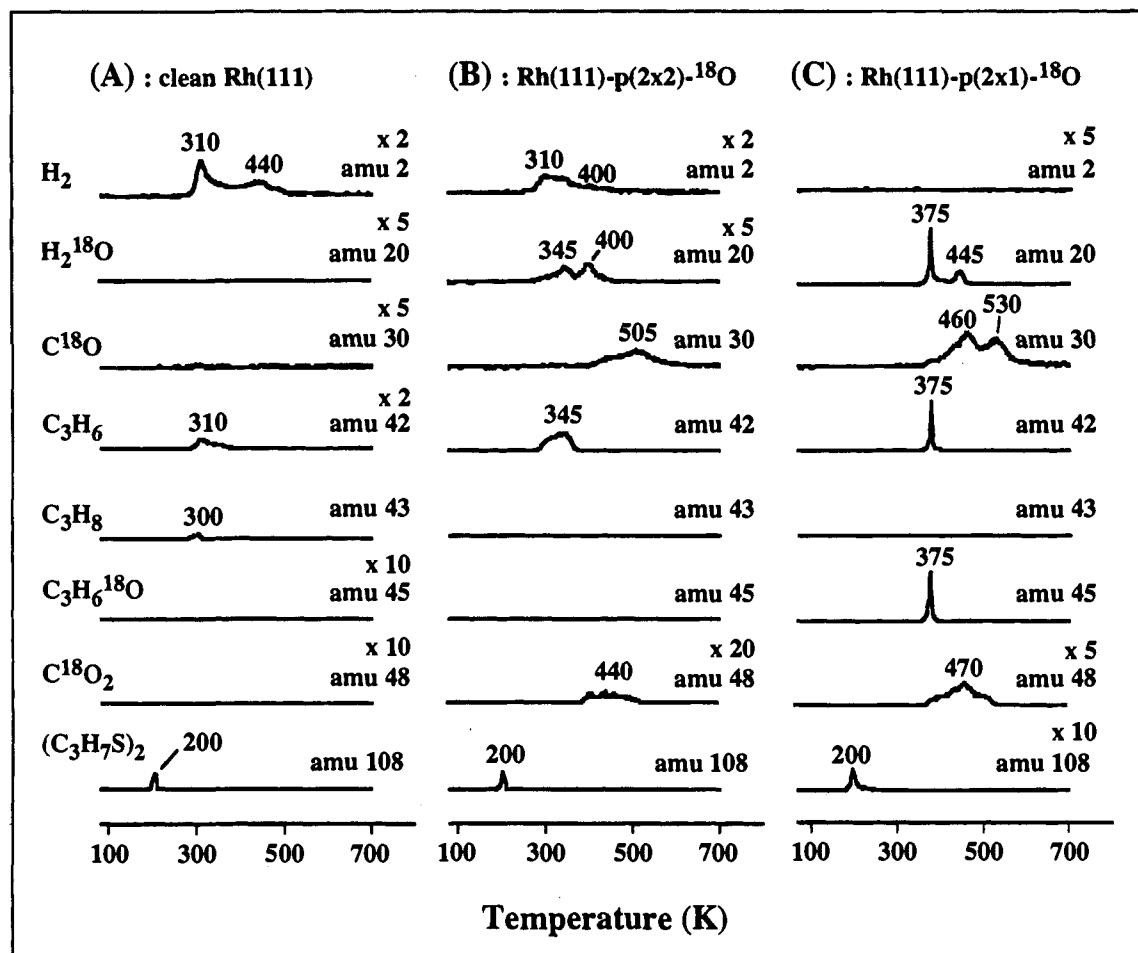 (A) : clean Rh(111)
(B) : Rh(111)-p(2x2)-¹⁸O
(C) : Rh(111)-p(2x1)-¹⁸O
H₂
310
440
x 2
amu 2
310
400
x 2
amu 2
x 5
amu 2
H₂¹⁸O
x 5
amu 20
345
400
x 5
amu 20
375
445
amu 20
C¹⁸O
x 5
amu 30
505
amu 30
460
530
amu 30
C₃H₆
310
x 2
amu 42
345
amu 42
375
amu 42
C₃H₈
300
amu 43
amu 43
amu 43
C₃H₆¹⁸O
x 10
amu 45
amu 45
375
amu 45
C¹⁸O₂
x 10
amu 48
440
x 20
amu 48
470
x 5
amu 48
(C₃H₇S)₂
200
amu 108
200
amu 108
200
x 10
amu 108
100 300 500 700
100 300 500 700
100 300 500 700
Temperature (K)